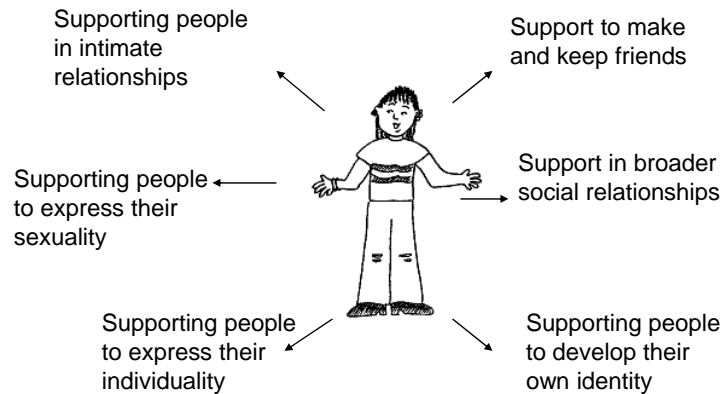 Supporting people
in intimate
relationships
Support to make
and keep friends
Supporting people
to express their
sexuality
Support in broader
social relationships
Supporting people
to express their
individuality
Supporting people
to develop their
own identity